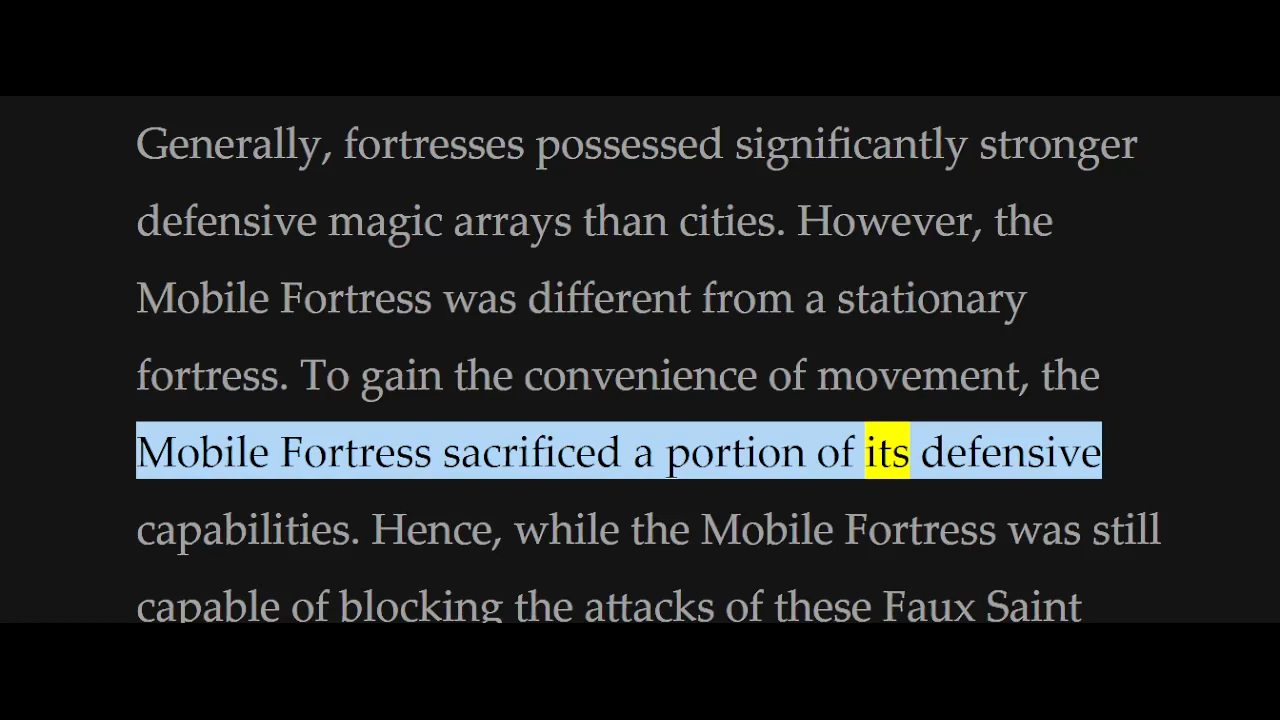 Generally, fortresses possessed significantly stronger
defensive magic arrays than cities. However, the
Mobile Fortress was different from a stationary
fortress. To gain the convenience of movement, the
Mobile Fortress sacrificed a portion of its defensive
capabilities. Hence, while the Mobile Fortress was still
capable of blocking the attacks of these Faux Saint